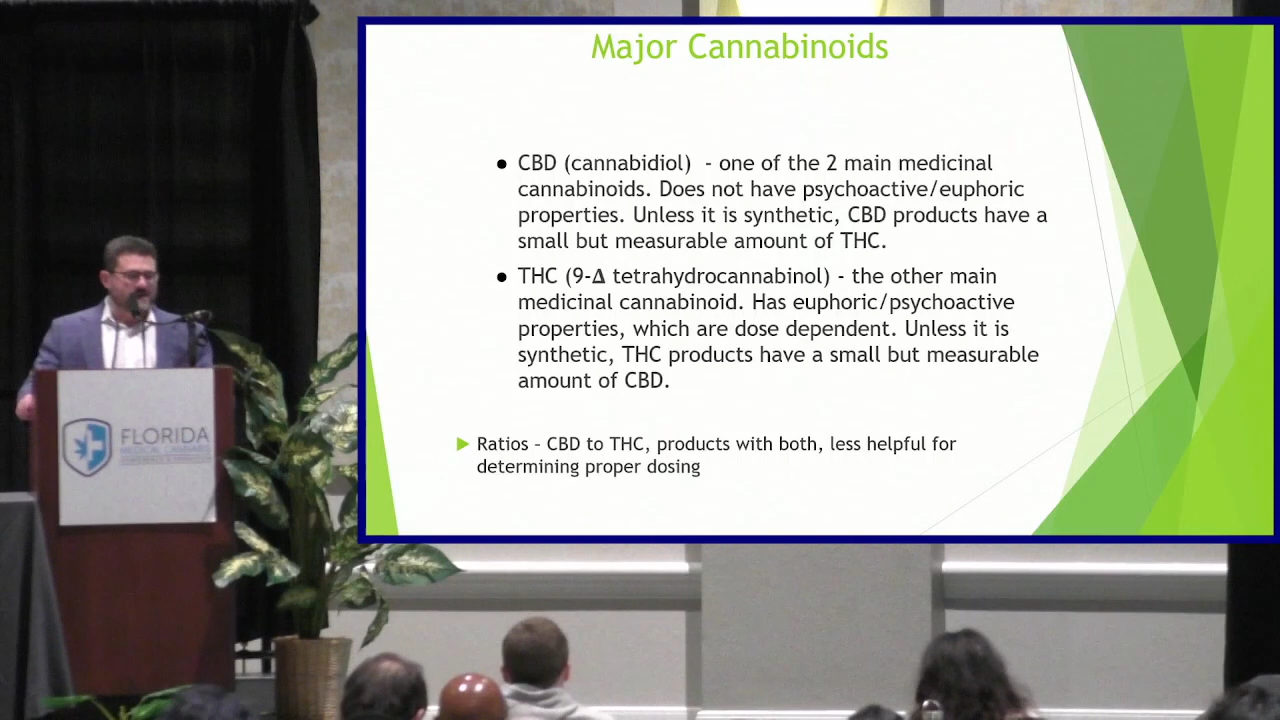 Major Cannabinoids
● CBD (cannabidiol) - one of the 2 main medicinal
cannabinoids. Does not have psychoactive/euphoric
properties. Unless it is synthetic, CBD products have a
small but measurable amount of THC.
● THC (9-Δ tetrahydrocannabinol) - the other main
medicinal cannabinoid. Has euphoric/psychoactive
properties, which are dose dependent. Unless it is
synthetic, THC products have a small but measurable
amount of CBD.
Ratios – CBD to THC, products with both, less helpful for
determining proper dosing
FLORIDA
MEDICAL CANNABIS